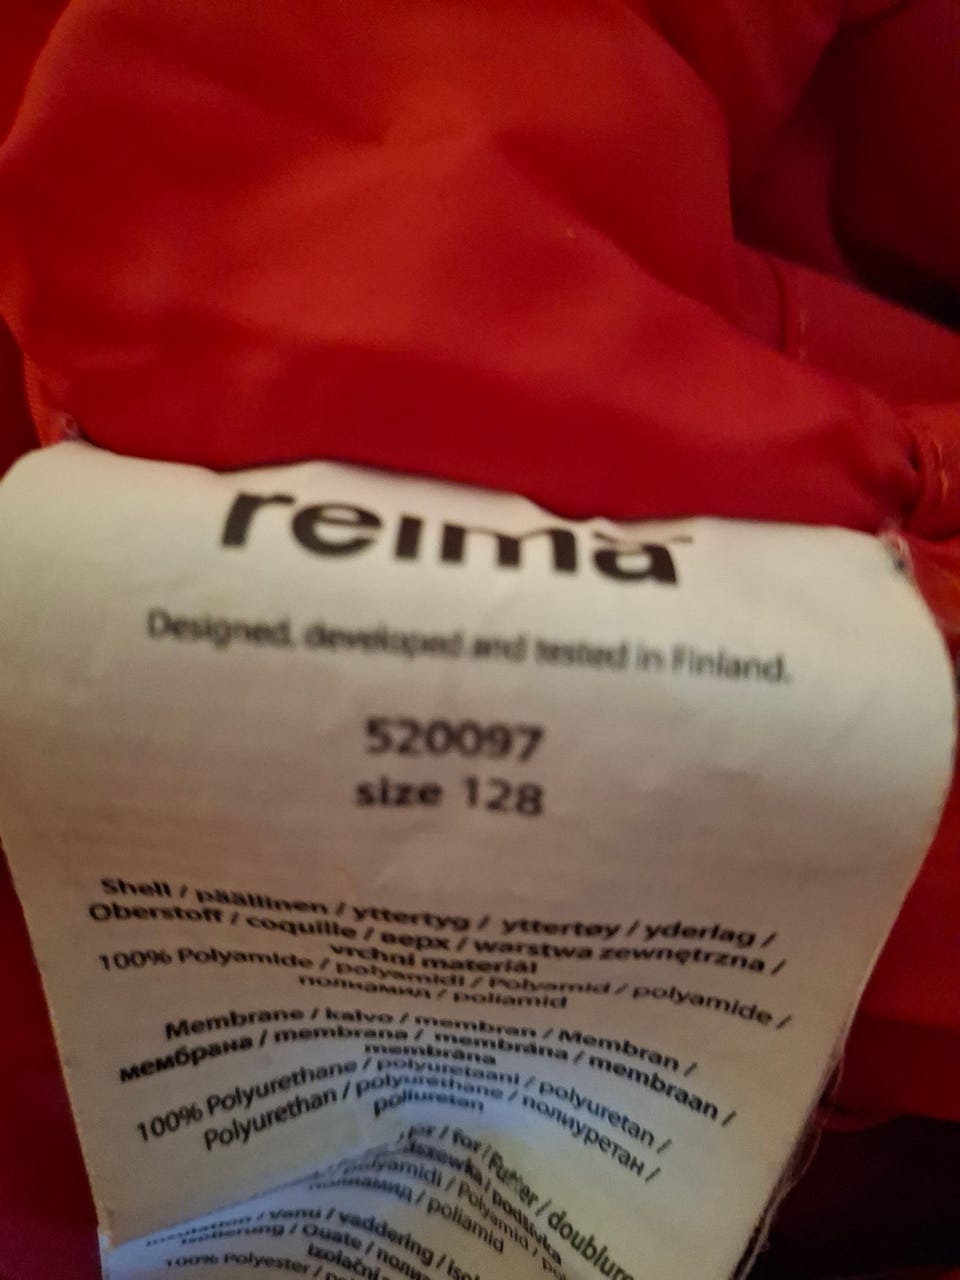 reima
Designed, developed and tested in Finland.
520097
size 128
Shell / päällinen / yttertyg / yttertøy / yderlag /
Oberstoff / coquille / верх / warstwa zewnętrzna /
vrchní materiál
100% Polyamide / polyamidi / Polyamid / polyamide /
полиамид / poliamid
Membrane / kalvo / membran / Membran /
мембрана / membrana / membrána / membraan /
membrāna
100% Polyurethane / polyuretaani / polyuretan /
Polyurethan / polyurethane / полиуретан /
poliuretan
for / Futter / doublure
podšívka
polyamidi / Polyamid /
полиамид / poliamid
vanu / vaddering /
Isolierung / Ouate /
Izolační
100% Polyester /